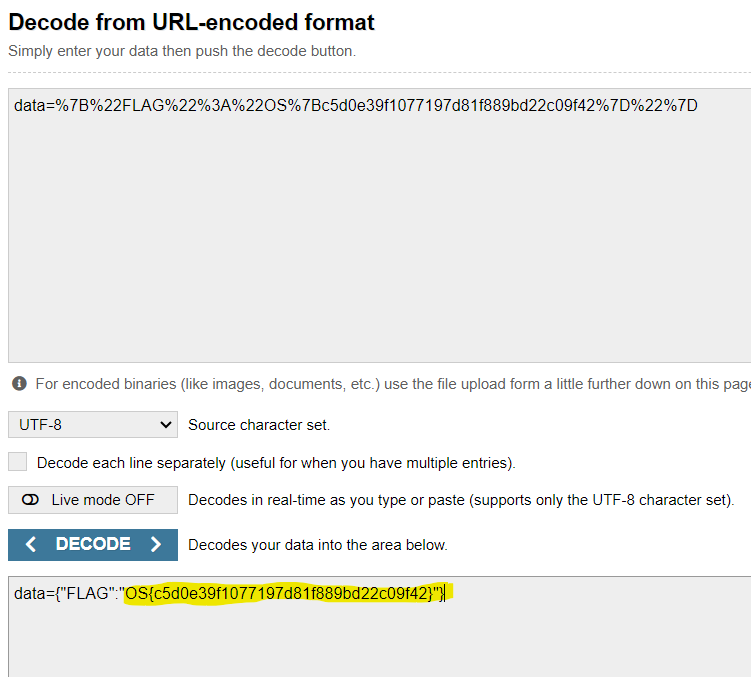 Decode from URL-encoded format
Simply enter your data then push the decode button.
data=%7B%22FLAG%22%3A%22OS%7Bc5d0e39f1077197d81f889bd22c09f42%7D%22%7D
For encoded binaries (like images, documents, etc.) use the file upload form a little further down on this page
UTF-8 Source character set.
Decode each line separately (useful for when you have multiple entries).
Live mode OFF Decodes in real-time as you type or paste (supports only the UTF-8 character set).
< DECODE > Decodes your data into the area below.
data={"FLAG":"OS{c5d0e39f1077197d81f889bd22c09f42}"}